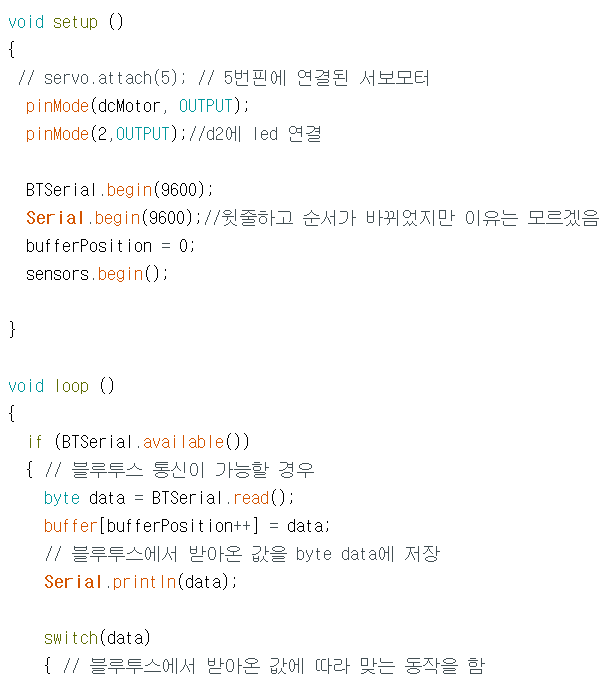 void setup ()
{
// servo.attach(5); // 5번핀에 연결된 서보모터
pinMode(dcMotor, OUTPUT);
pinMode(2,OUTPUT);//d2에 led 연결
BTSerial.begin(9600);
Serial.begin(9600);//윗줄하고 순서가 바뀌었지만 이유는 모르겠음
bufferPosition = 0;
sensors.begin();
}
void loop ()
{
if (BTSerial.available())
{ // 블루투스 통신이 가능할 경우
byte data = BTSerial.read();
buffer[bufferPosition++] = data;
// 블루투스에서 받아온 값을 byte data에 저장
Serial.println(data);
switch(data)
{ // 블루투스에서 받아온 값에 따라 맞는 동작을 함